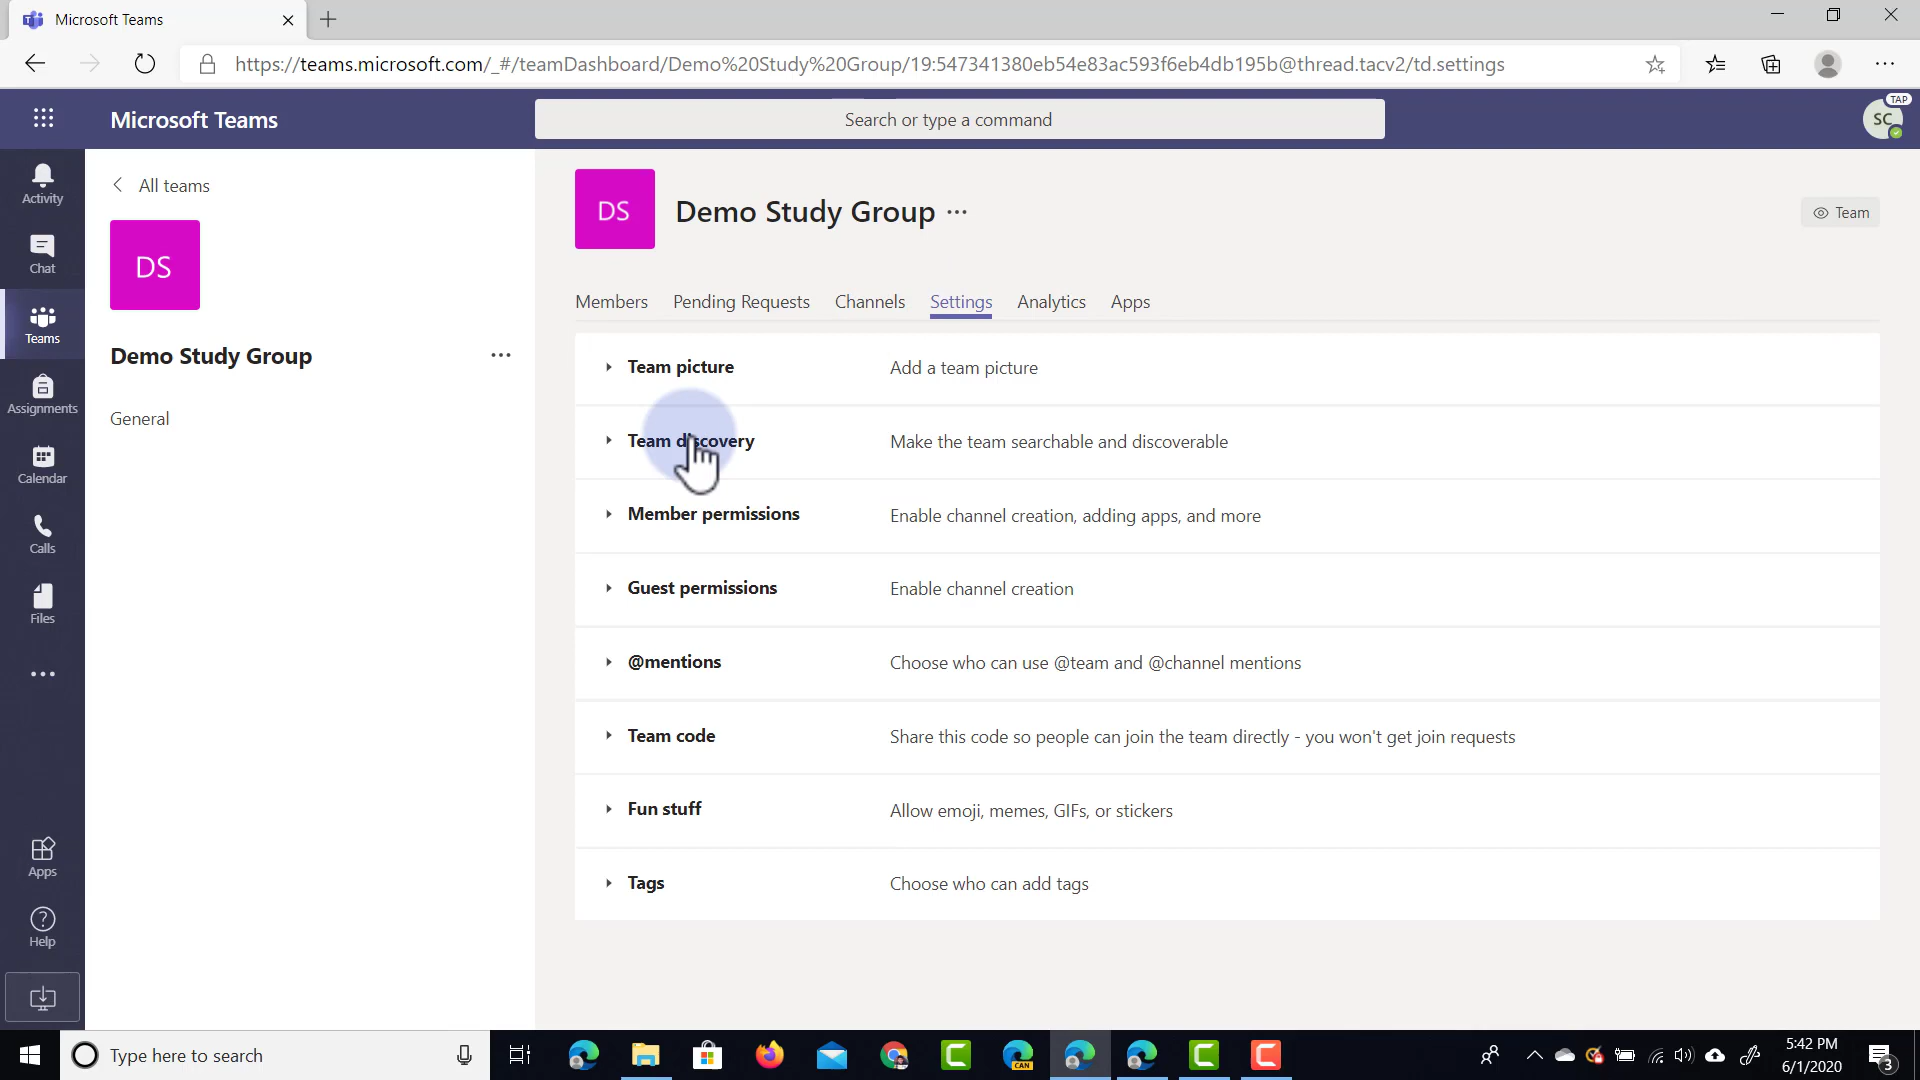 Microsoft Teams
https://teams.microsoft.com/_#/teamDashboard/Demo%20Study%20Group/19:547341380eb54e83ac593f6eb4db195b@thread.tacv2/td.settings
Microsoft Teams
Search or type a command
TAP
SC
Activity
Chat
Teams
Assignments
Calendar
Calls
Files
Apps
Help
All teams
DS
Demo Study Group
General
DS
Demo Study Group
Team
Members Pending Requests Channels Settings Analytics Apps
Team picture Add a team picture
Team discovery Make the team searchable and discoverable
Member permissions Enable channel creation, adding apps, and more
Guest permissions Enable channel creation
@mentions Choose who can use @team and @channel mentions
Team code Share this code so people can join the team directly - you won't get join requests
Fun stuff Allow emoji, memes, GIFs, or stickers
Tags Choose who can add tags
Type here to search
CAN
5:42 PM
6/1/2020
3